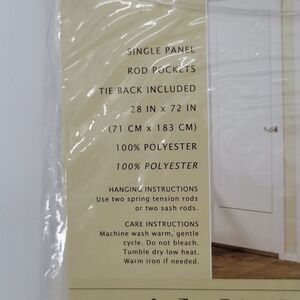 SINGLE PANEL
ROD POCKETS
TIE BACK INCLUDED
28 IN x 72 IN
(71 CM x 183 CM)
100% POLYESTER
100% POLYESTER
HANGING INSTRUCTIONS
Use two spring tension rods
or two sash rods.
CARE INSTRUCTIONS
Machine wash warm, gentle
cycle. Do not bleach.
Tumble dry low heat.
Warm iron if needed.